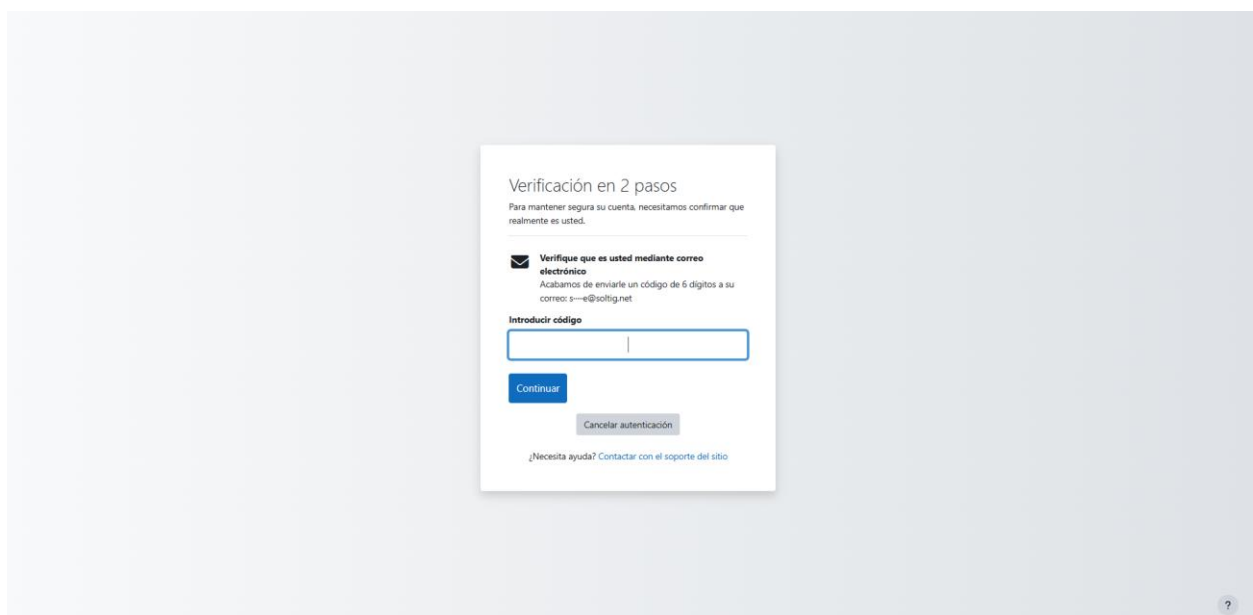 Verificación en 2 pasos
Para mantener segura su cuenta, necesitamos confirmar que
realmente es usted.
Verifique que es usted mediante correo
electrónico
Acabamos de enviarle un código de 6 dígitos a su
correo: s---e@soltig.net
Introducir código
Continuar
Cancelar autenticación
¿Necesita ayuda? Contactar con el soporte del sitio
?